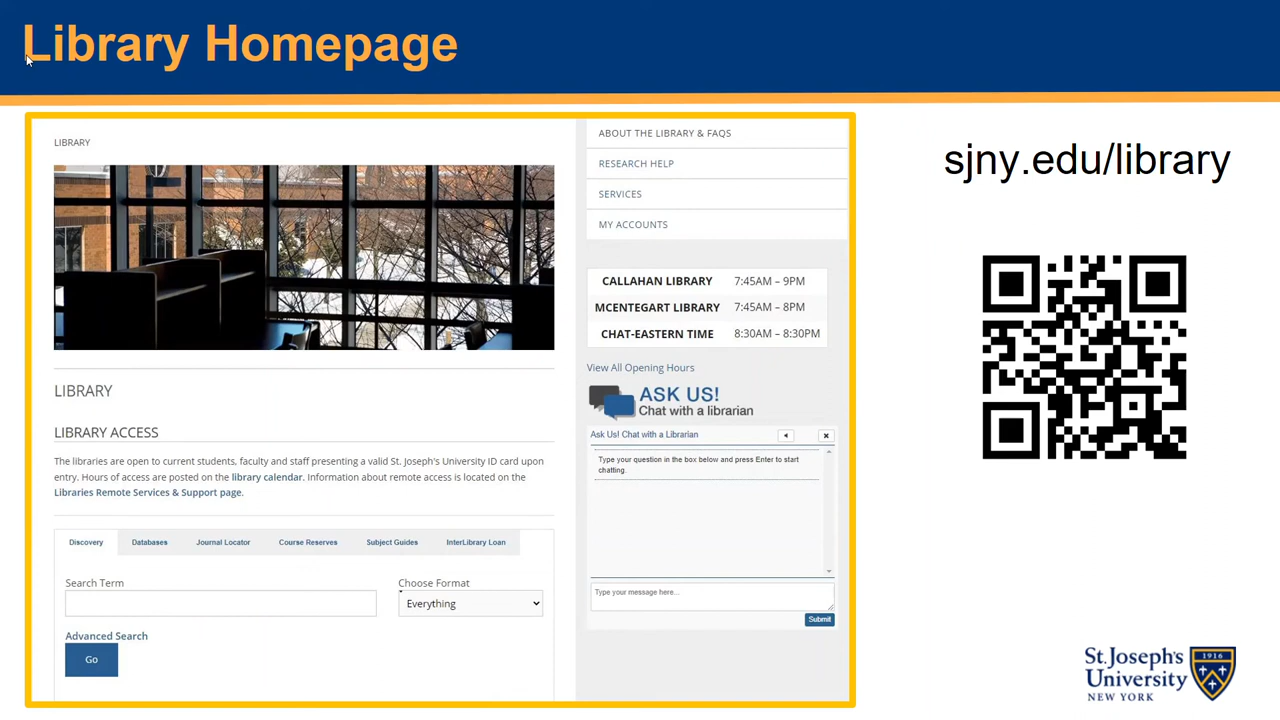 Library Homepage
LIBRARY
LIBRARY
LIBRARY ACCESS
The libraries are open to current students, faculty and staff presenting a valid St. Joseph's University ID card upon
entry. Hours of access are posted on the library calendar. Information about remote access is located on the
Libraries Remote Services & Support page.
Discovery Databases Journal Locator Course Reserves Subject Guides InterLibrary Loan
Search Term Choose Format
Everything
Advanced Search
Go
ABOUT THE LIBRARY & FAQS
RESEARCH HELP
SERVICES
MY ACCOUNTS
CALLAHAN LIBRARY 7:45AM – 9PM
MCENTEGART LIBRARY 7:45AM – 8PM
CHAT-EASTERN TIME 8:30AM – 8:30PM
View All Opening Hours
ASK US!
Chat with a librarian
Ask Us! Chat with a Librarian
Type your question in the box below and press Enter to start
chatting.
Type your message here...
Submit
sjny.edu/library
St. Joseph's
University
NEW YORK
1916